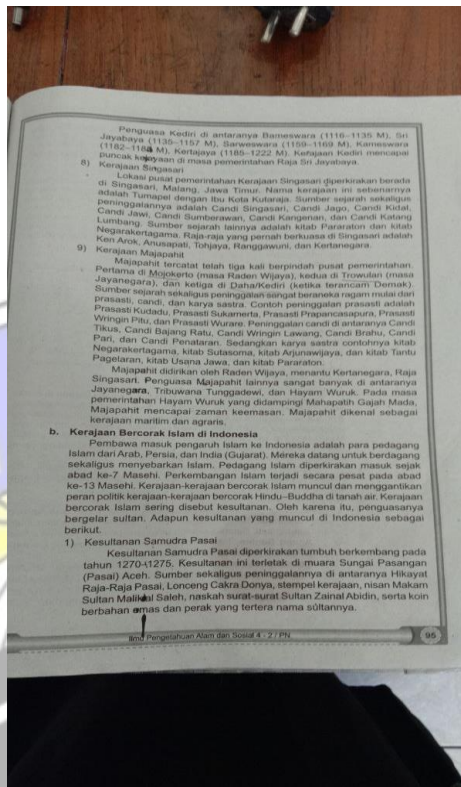 Penguasa Kediri di antaranya Bameswara (1116–1135 M), Sri
Jayabaya (1135–1157 M), Sarweswara (1159–1169 M), Kameswara
(1182–1185 M), Kertajaya (1185–1222 M). Kerajaan Kediri mencapai
puncak kejayaan di masa pemerintahan Raja Sri Jayabaya.
8) Kerajaan Singasari
Lokasi pusat pemerintahan Kerajaan Singasari diperkirakan berada
di Singasari, Malang, Jawa Timur. Nama kerajaan ini sebenarnya
adalah Tumapel dengan Ibu Kota Kutaraja. Sumber sejarah sekaligus
peninggalannya adalah Candi Singasari, Candi Jago, Candi Kidal,
Candi Jawi, Candi Sumberawan, Candi Kangenan, dan Candi Katang
Lumbang. Sumber sejarah lainnya adalah kitab Pararaton dan kitab
Negarakertagama. Raja-raja yang pernah berkuasa di Singasari adalah
Ken Arok, Anusapati, Tohjaya, Ranggawuni, dan Kertanegara.
9) Kerajaan Majapahit
Majapahit tercatat telah tiga kali berpindah pusat pemerintahan.
Pertama di Mojokerto (masa Raden Wijaya), kedua di Trowulan (masa
Jayanegara), dan ketiga di Daha/Kediri (ketika terancam Demak).
Sumber sejarah sekaligus peninggalan sangat beraneka ragam mulai dari
prasasti, candi, dan karya sastra. Contoh peninggalan prasasti adalah
Prasasti Kudadu, Prasasti Sukamerta, Prasasti Prapancasapura, Prasasti
Wringin Pitu, dan Prasasti Wurare. Peninggalan candi di antaranya Candi
Tikus, Candi Bajang Ratu, Candi Wringin Lawang, Candi Brahu, Candi
Pari, dan Candi Penataran. Sedangkan karya sastra contohnya kitab
Negarakertagama, kitab Sutasoma, kitab Arjunawijaya, dan kitab Tantu
Pagelaran, kitab Usana Jawa, dan kitab Pararaton.
Majapahit didirikan oleh Raden Wijaya, menantu Kertanegara, Raja
Singasari. Penguasa Majapahit lainnya sangat banyak di antaranya
Jayanegara, Tribuwana Tunggadewi, dan Hayam Wuruk. Pada masa
pemerintahan Hayam Wuruk yang didampingi Mahapatih Gajah Mada,
Majapahit mencapai zaman keemasan. Majapahit dikenal sebagai
kerajaan maritim dan agraris.
b. Kerajaan Bercorak Islam di Indonesia
Pembawa masuk pengaruh Islam ke Indonesia adalah para pedagang
Islam dari Arab, Persia, dan India (Gujarat). Mereka datang untuk berdagang
sekaligus menyebarkan Islam. Pedagang Islam diperkirakan masuk sejak
abad ke-7 Masehi. Perkembangan Islam terjadi secara pesat pada abad
ke-13 Masehi. Kerajaan-kerajaan bercorak Islam muncul dan menggantikan
peran politik kerajaan-kerajaan bercorak Hindu–Buddha di tanah air. Kerajaan
bercorak Islam sering disebut kesultanan. Oleh karena itu, penguasanya
bergelar sultan. Adapun kesultanan yang muncul di Indonesia sebagai
berikut.
1) Kesultanan Samudra Pasai
Kesultanan Samudra Pasai diperkirakan tumbuh berkembang pada
tahun 1270-1275. Kesultanan ini terletak di muara Sungai Pasangan
(Pasai) Aceh. Sumber sekaligus peninggalannya di antaranya Hikayat
Raja-Raja Pasai, Lonceng Cakra Donya, stempel kerajaan, nisan Makam
Sultan Malikal Saleh, naskah surat-surat Sultan Zainal Abidin, serta koin
berbahan emas dan perak yang tertera nama sultannya.
Ilmu Pengetahuan Alam dan Sosial 4 - 2 / PN
95